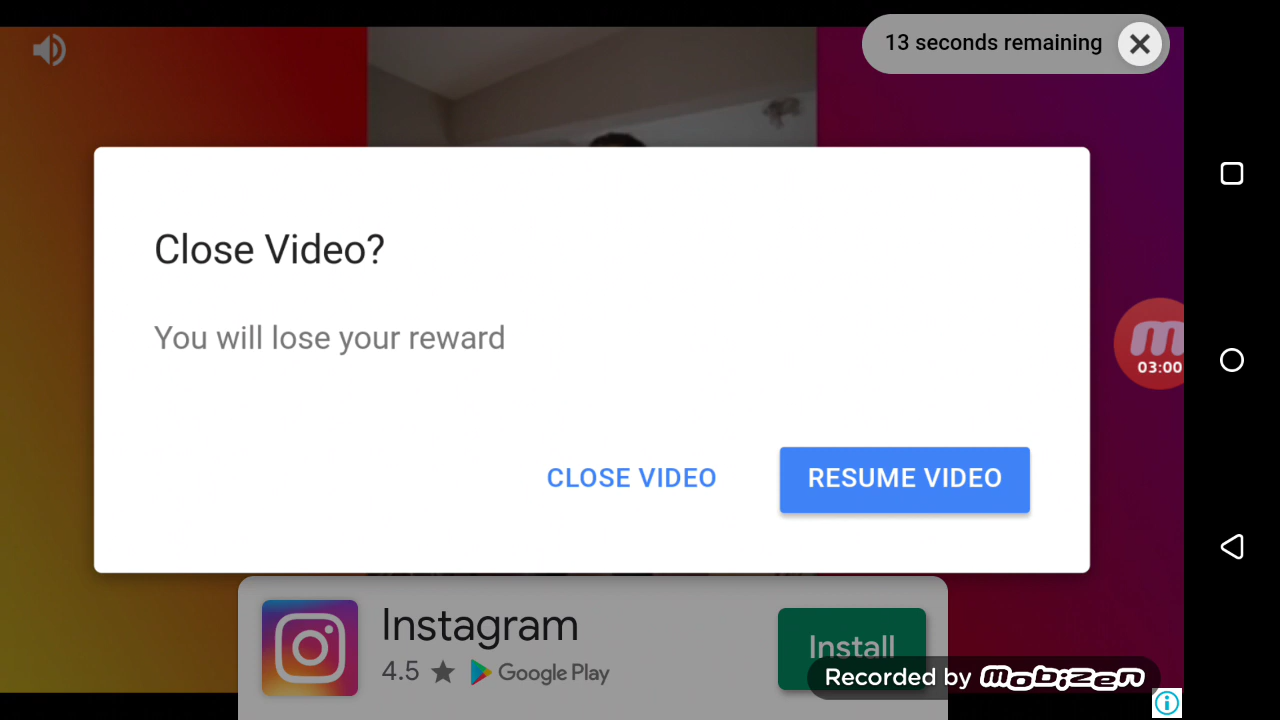 13 seconds remaining
Close Video?
You will lose your reward
03:00
CLOSE VIDEO
RESUME VIDEO
Instagram
4.5
Google Play
Install
Recorded by mobizen